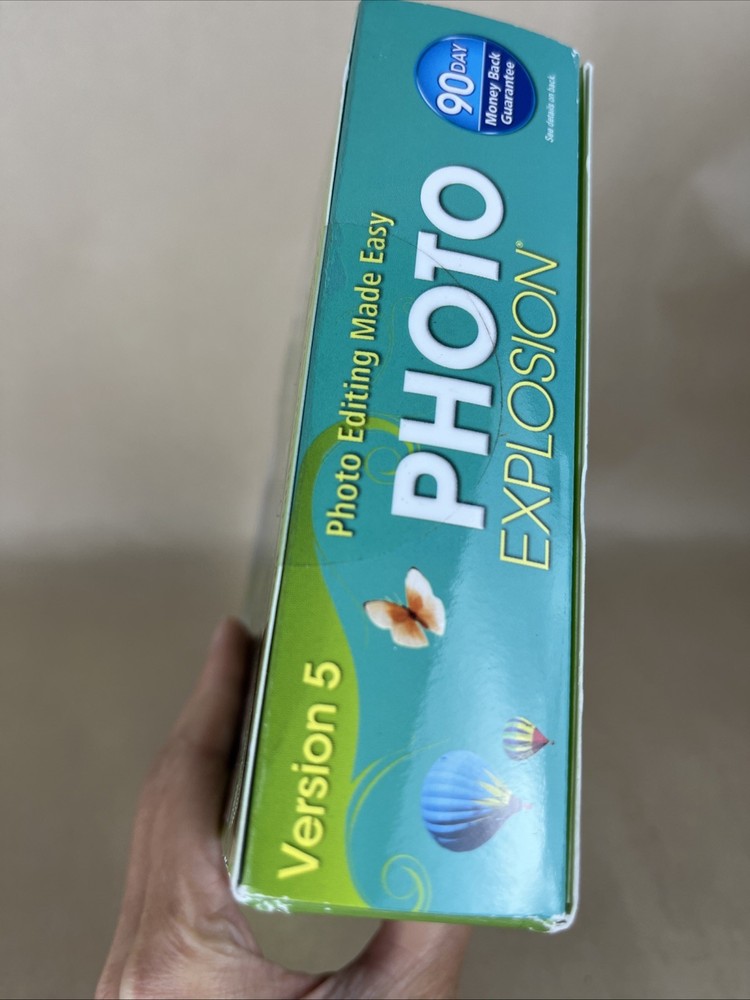 Version 5
Photo Editing Made Easy
PHOTO
EXPLOSION®
90 DAY
Money Back
Guarantee
See details on back.